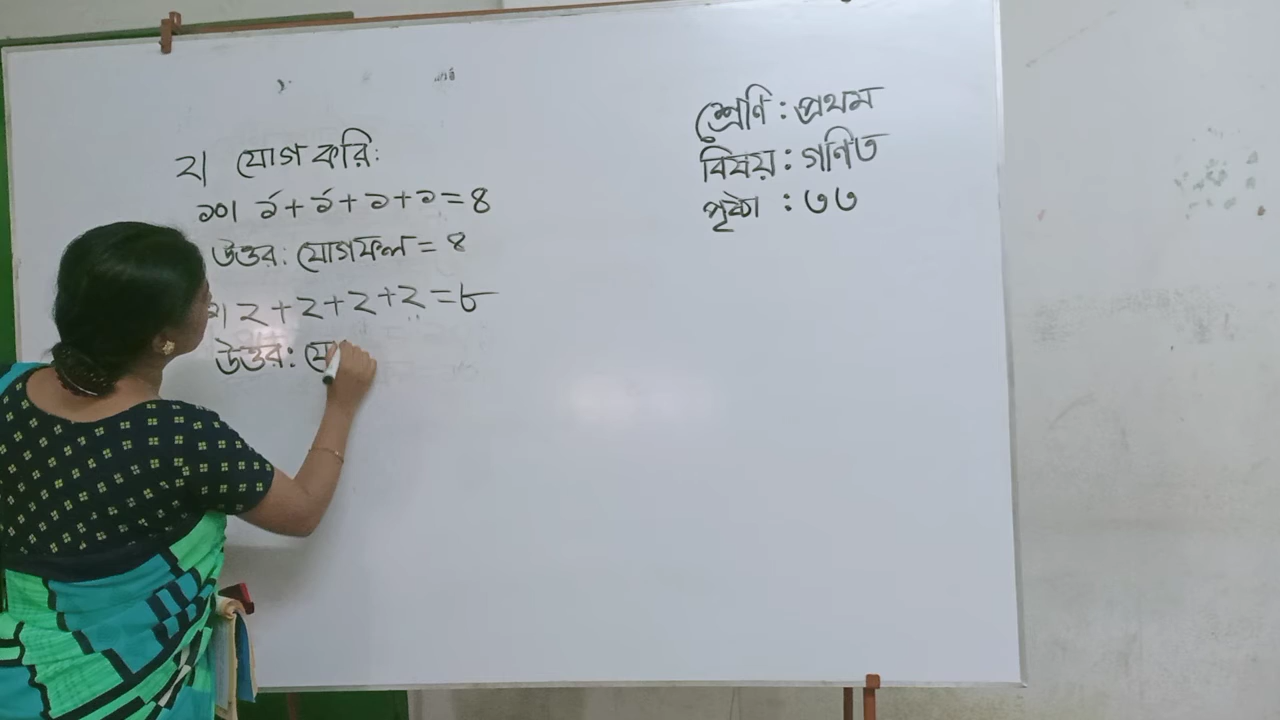 ২। যোগ করি:
১০। ১ + ১ + ১ + ১ = ৪
উত্তর: যোগফল = ৪
২ + ২ + ২ + ২ = ৮
উত্তর: যো
শ্রেণি : প্রথম
বিষয় : গণিত
পৃষ্ঠা : ৩৩